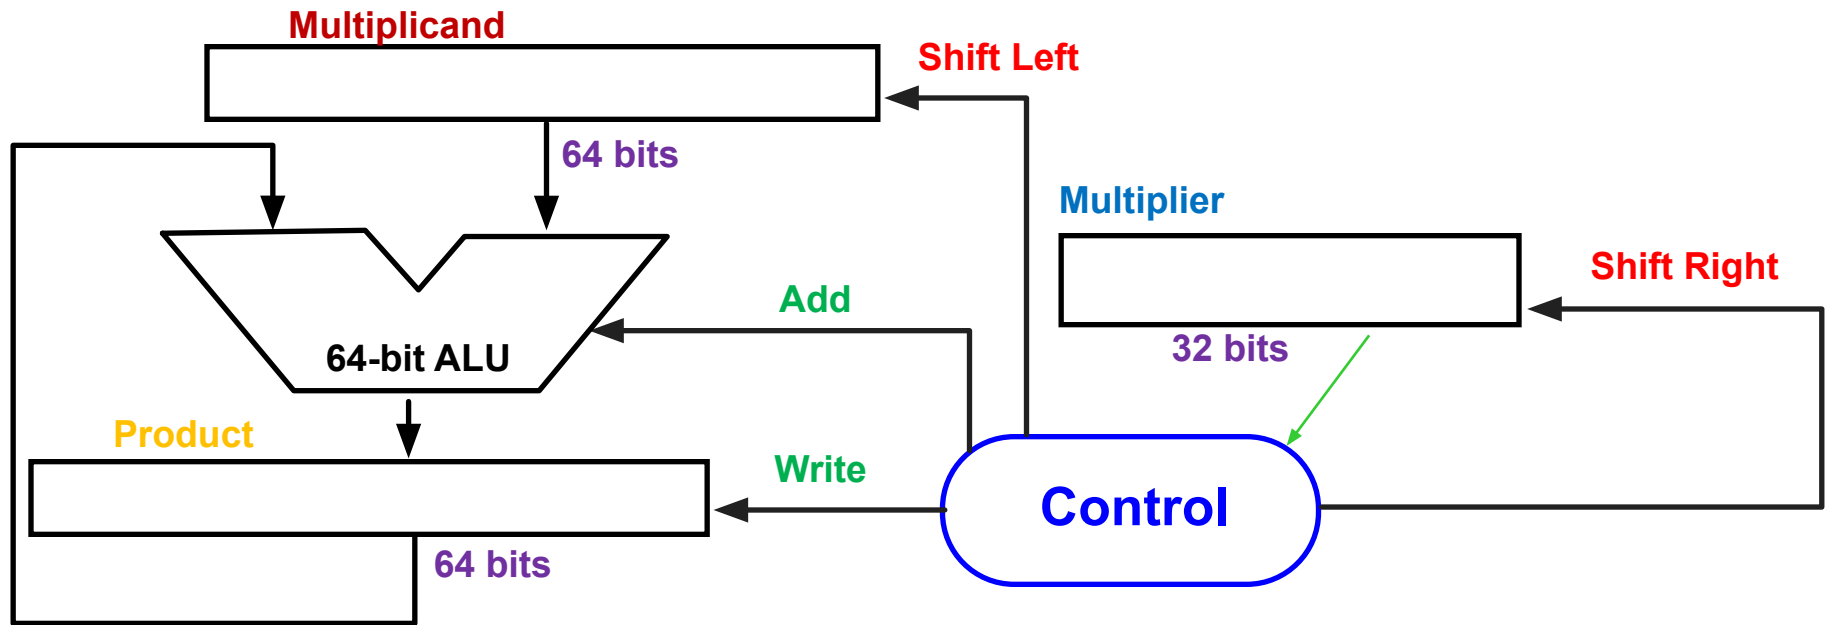 Multiplicand
Shift Left
64 bits
Multiplier
Shift Right
Add
32 bits
64-bit ALU
Product
Write
Control
64 bits